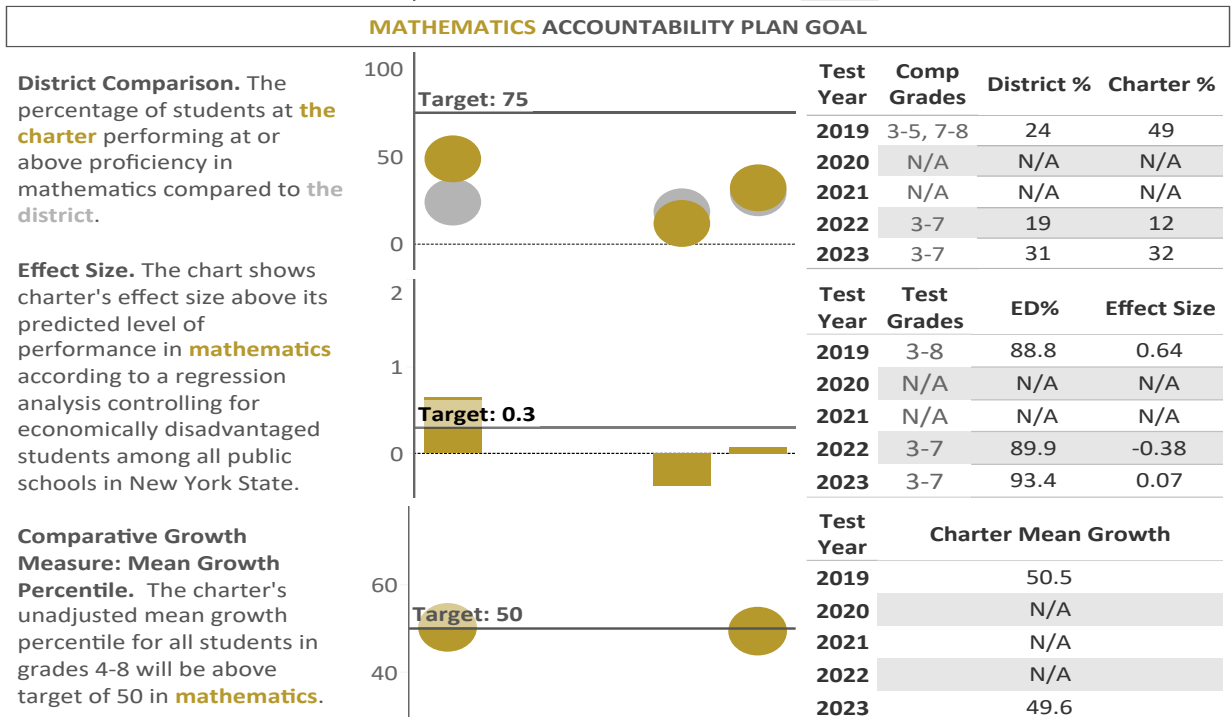 MATHEMATICS ACCOUNTABILITY PLAN GOAL
District Comparison. The
percentage of students at the
charter performing at or
above proficiency in
mathematics compared to the
district.
100
Target: 75
50
0
Test Year Comp Grades District % Charter %
2019 3-5, 7-8 24 49
2020 N/A N/A N/A
2021 N/A N/A N/A
2022 3-7 19 12
2023 3-7 31 32
Effect Size. The chart shows
charter's effect size above its
predicted level of
performance in mathematics
according to a regression
analysis controlling for
economically disadvantaged
students among all public
schools in New York State.
2
1
Target: 0.3
0
Test Year Test Grades ED% Effect Size
2019 3-8 88.8 0.64
2020 N/A N/A N/A
2021 N/A N/A N/A
2022 3-7 89.9 -0.38
2023 3-7 93.4 0.07
Comparative Growth
Measure: Mean Growth
Percentile. The charter's
unadjusted mean growth
percentile for all students in
grades 4-8 will be above
target of 50 in mathematics.
60
Target: 50
40
Test Year Charter Mean Growth
2019 50.5
2020 N/A
2021 N/A
2022 N/A
2023 49.6